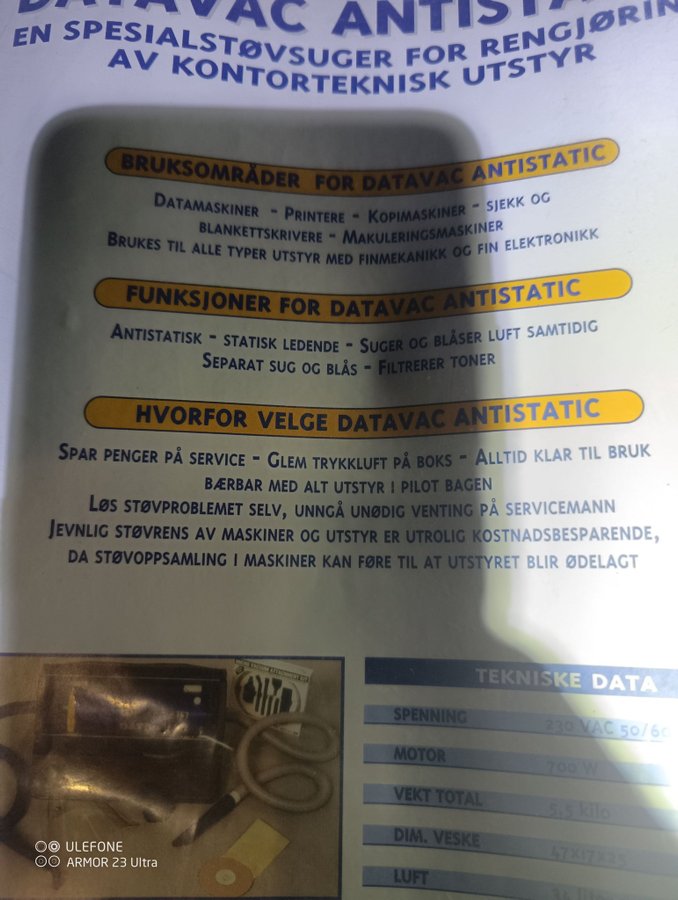 DATAVAC ANTISTA
EN SPESIALSTØVSUGER FOR RENGJØRIN
AV KONTORTEKNISK UTSTYR
BRUKSOMRÅDER FOR DATAVAC ANTISTATIC
DATAMASKINER - PRINTERE - KOPIMASKINER - SJEKK OG
BLANKETTSKRIVERE - MAKULERINGSMASKINER
BRUKES TIL ALLE TYPER UTSTYR MED FINMEKANIKK OG FIN ELEKTRONIKK
FUNKSJONER FOR DATAVAC ANTISTATIC
ANTISTATISK - STATISK LEDENDE - SUGER OG BLÅSER LUFT SAMTIDIG
SEPARAT SUG OG BLÅS - FILTRERER TONER
HVORFOR VELGE DATAVAC ANTISTATIC
SPAR PENGER PÅ SERVICE - GLEM TRYKKLUFT PÅ BOKS - ALLTID KLAR TIL BRUK
BÆRBAR MED ALT UTSTYR I PILOT BAGEN
LØS STØVPROBLEMET SELV, UNNGÅ UNØDIG VENTING PÅ SERVICEMANN
JEVNLIG STØVRENS AV MASKINER OG UTSTYR ER UTROLIG KOSTNADSBESPARENDE,
DA STØVOPPSAMLING I MASKINER KAN FØRE TIL AT UTSTYRET BLIR ØDELAGT
TEKNISKE DATA
SPENNING 230 VAC 50/60
MOTOR 700 W
VEKT TOTAL 5,5 kilo
DIM. VESKE 47x17x25
LUFT
ULEFONE
ARMOR 23 Ultra